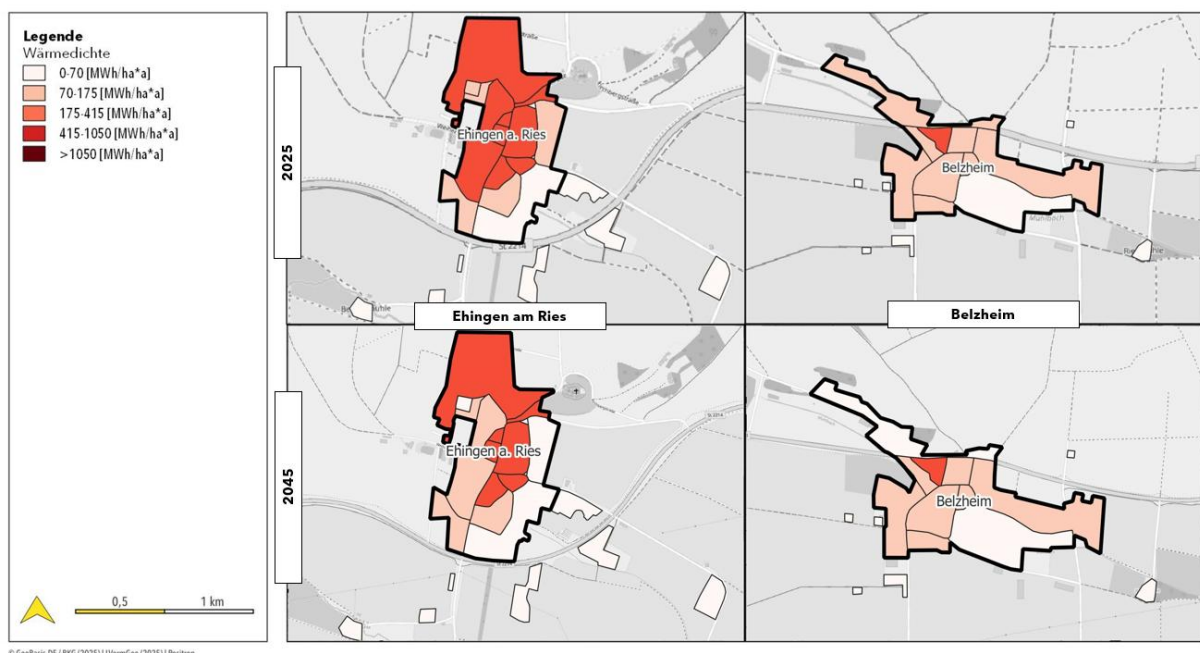 Legende
Wärmedichte
0-70 [MWh/ha*a]
70-175 [MWh/ha*a]
175-415 [MWh/ha*a]
415-1050 [MWh/ha*a]
>1050 [MWh/ha*a]
0,5
1 km
2025
Ehingen a. Ries
Belzheim
Mühlbach
Ehingen am Ries
Belzheim
2045
Ehingen a. Ries
Belzheim